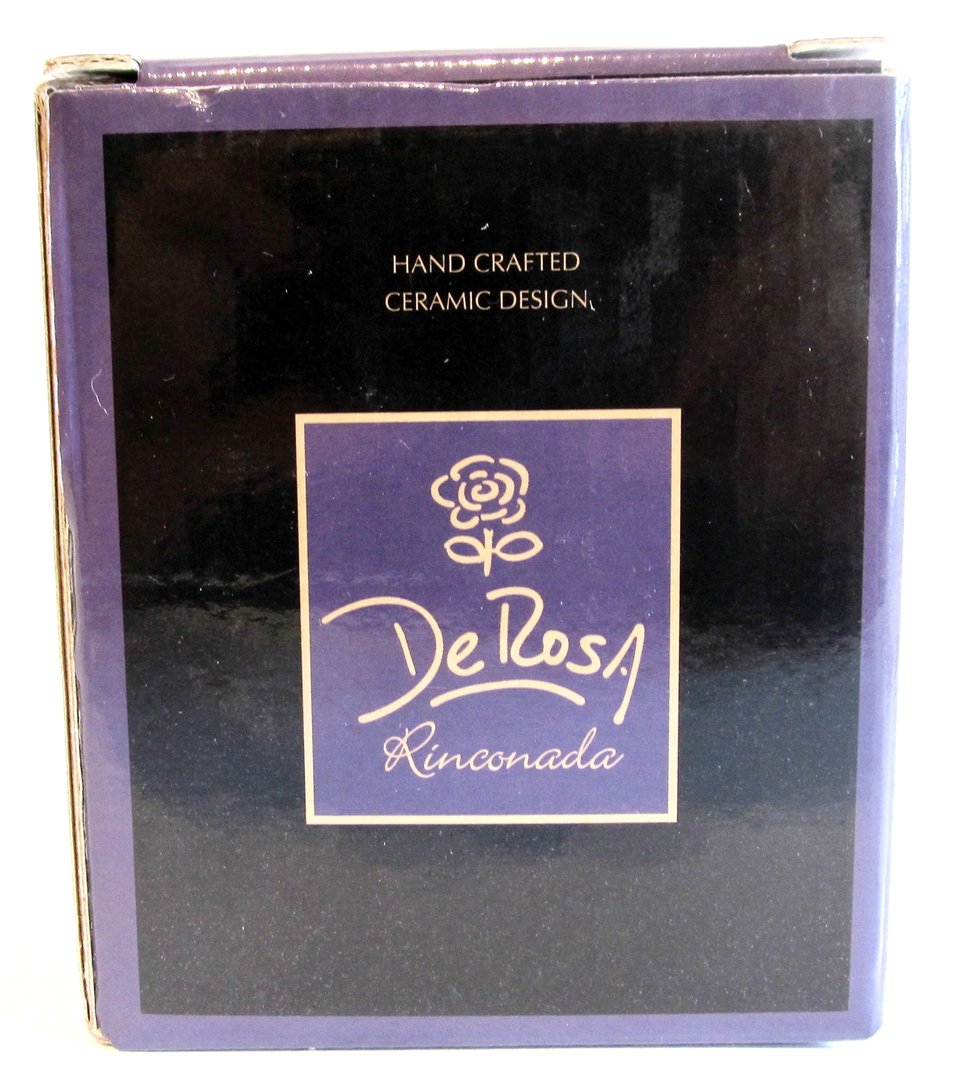 HAND CRAFTED
CERAMIC DESIGN
De Rosa
Rinconada